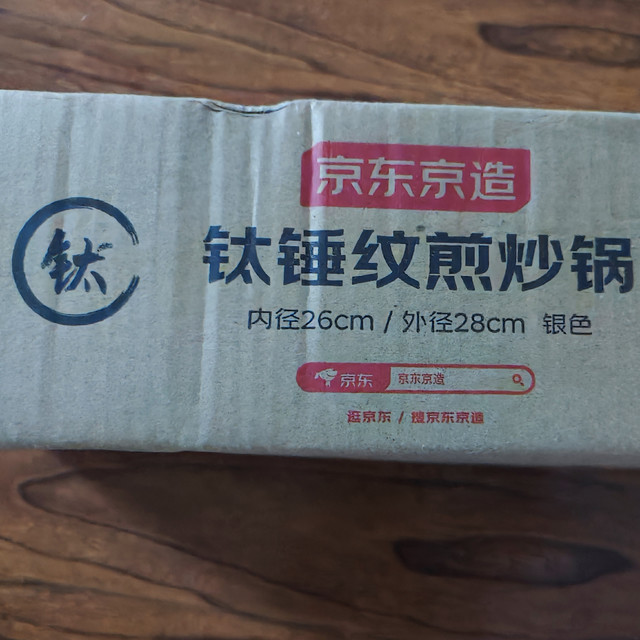 京东京造
钛
钛锤纹煎炒锅
内径26cm / 外径28cm 银色
京东 京东京造
逛京东 / 搜京东京造